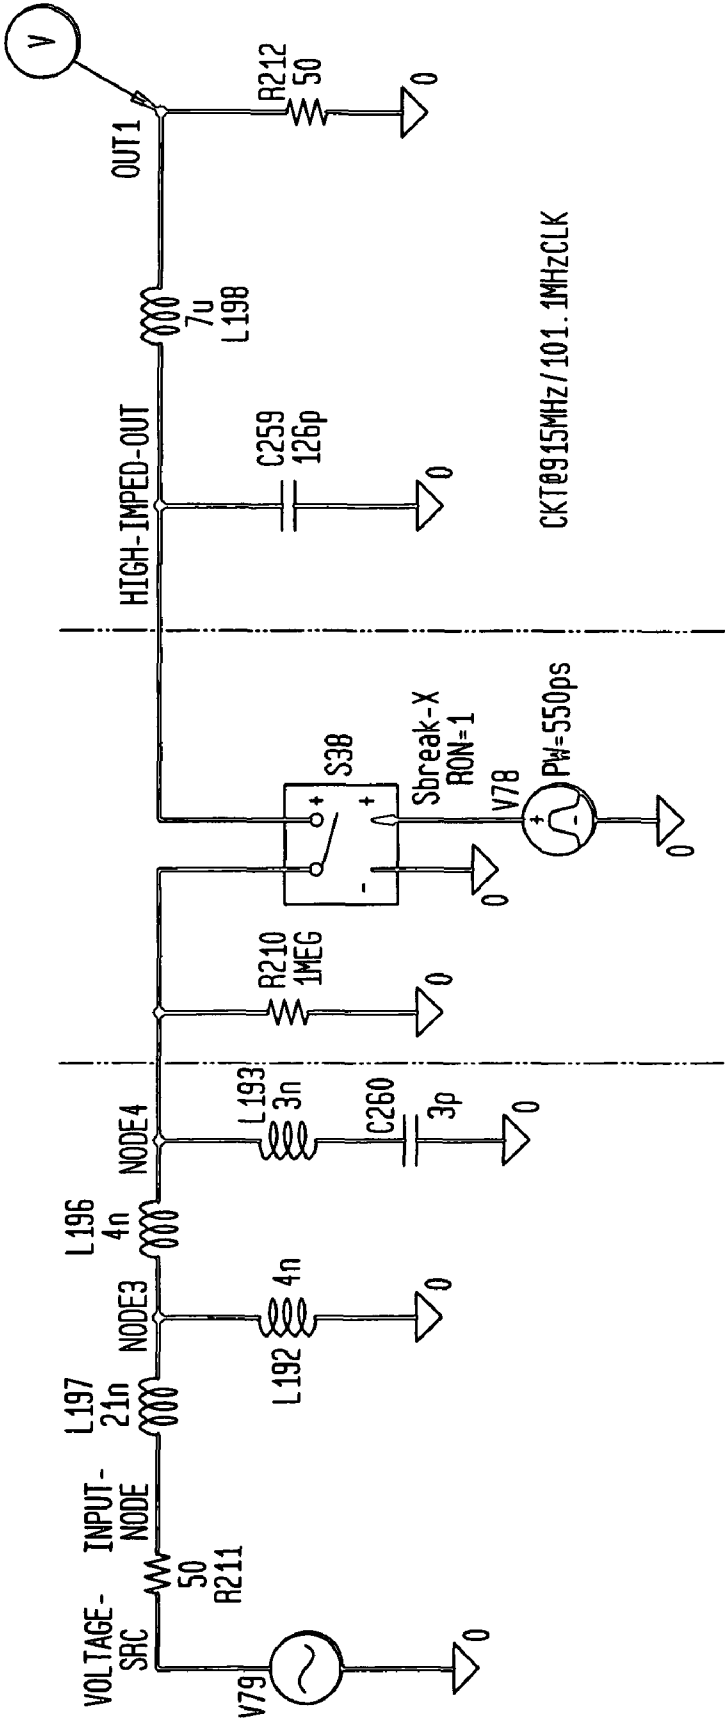 VOLTAGE-
SRC
V79
0
50
R211
INPUT-
NODE
L197
21n
NODE3
L192
4n
0
L196
4n
NODE4
L193
3n
C260
3p
0
R210
1MEG
0
S38
+
+
-
0
Sbreak-X
RON=1
V78
+
-
PW=550ps
0
HIGH-IMPED-OUT
C259
126p
0
7u
L198
OUT1
V
R212
50
0
CKT@915MHz/101.1MHzCLK